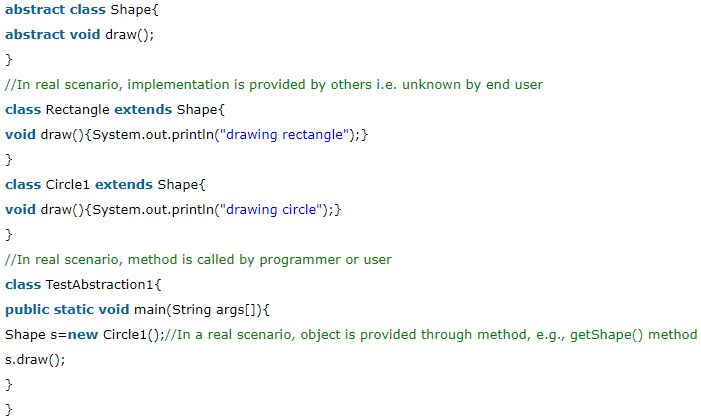 abstract class Shape{
abstract void draw();
}
//In real scenario, implementation is provided by others i.e. unknown by end user
class Rectangle extends Shape{
void draw(){System.out.println("drawing rectangle");}
}
class Circle1 extends Shape{
void draw(){System.out.println("drawing circle");}
}
//In real scenario, method is called by programmer or user
class TestAbstraction1{
public static void main(String args[]){
Shape s=new Circle1();//In a real scenario, object is provided through method, e.g., getShape() method
s.draw();
}
}